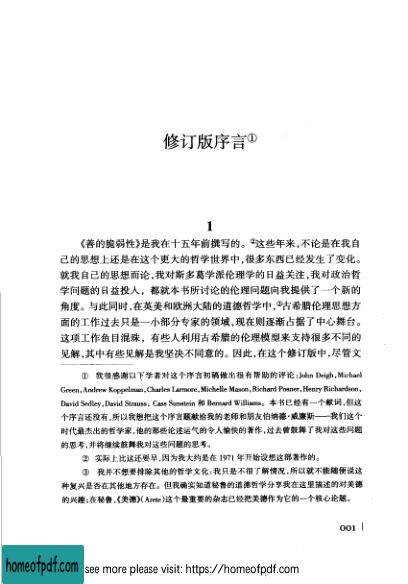 修订版序言①
1
《善的脆弱性》是我在十五年前撰写的。②这些年来,不论是在我自
己的思想上还是在这个更大的哲学世界中,很多东西已经发生了变化。
就我自己的思想而论,我对斯多葛学派伦理学的日益关注,我对政治哲
学问题的日益投入，都就本书所讨论的伦理问题向我提供了一个新的
角度。与此同时,在英美和欧洲大陆的道德哲学中,③古希腊伦理思想方
面的工作过去只是一小部分专家的领域,现在则逐渐占据了中心舞台。
这项工作鱼目混珠，有些人利用古希腊的伦理模型来支持很多不同的
见解,其中有些见解是我坚决不同意的。因此,在这个修订版中,尽管文
① 我很感谢以下学者对这个序言初稿做出很有帮助的评论:John Deigh, Michael
Green, Andrew Koppelman, Charles Larmore, Michelle Mason, Richard Posner, Henry Richardson,
David Sedley, David Strauss, Cass Sunstein 和 Bernard Williams。本书已经有一个献词,但这
个序言还没有,所以我想把这个序言题献给我的老师和朋友伯纳德·威廉斯——我们这个
时代最杰出的哲学家,他的那些论述运气的令人愉快的著作,过去曾鼓舞了我对这些问题
的思考,并将继续鼓舞我对这些问题的思考。
② 实际上比这还要早,因为我大约是在 1971 年开始设想这部著作的。
③ 我并不想要排除其他的哲学文化;我只是不很了解情况,所以就不能随便说这
种复兴是否在其他地方存在。但我确实知道秘鲁的道德哲学分享我在这里描述的对美德
的兴趣;在秘鲁,《美德》(Arete)这个最重要的杂志已经把美德作为它的一个核心论题。
001
homeofpdf.com
see more please visit: https://homeofpdf.com